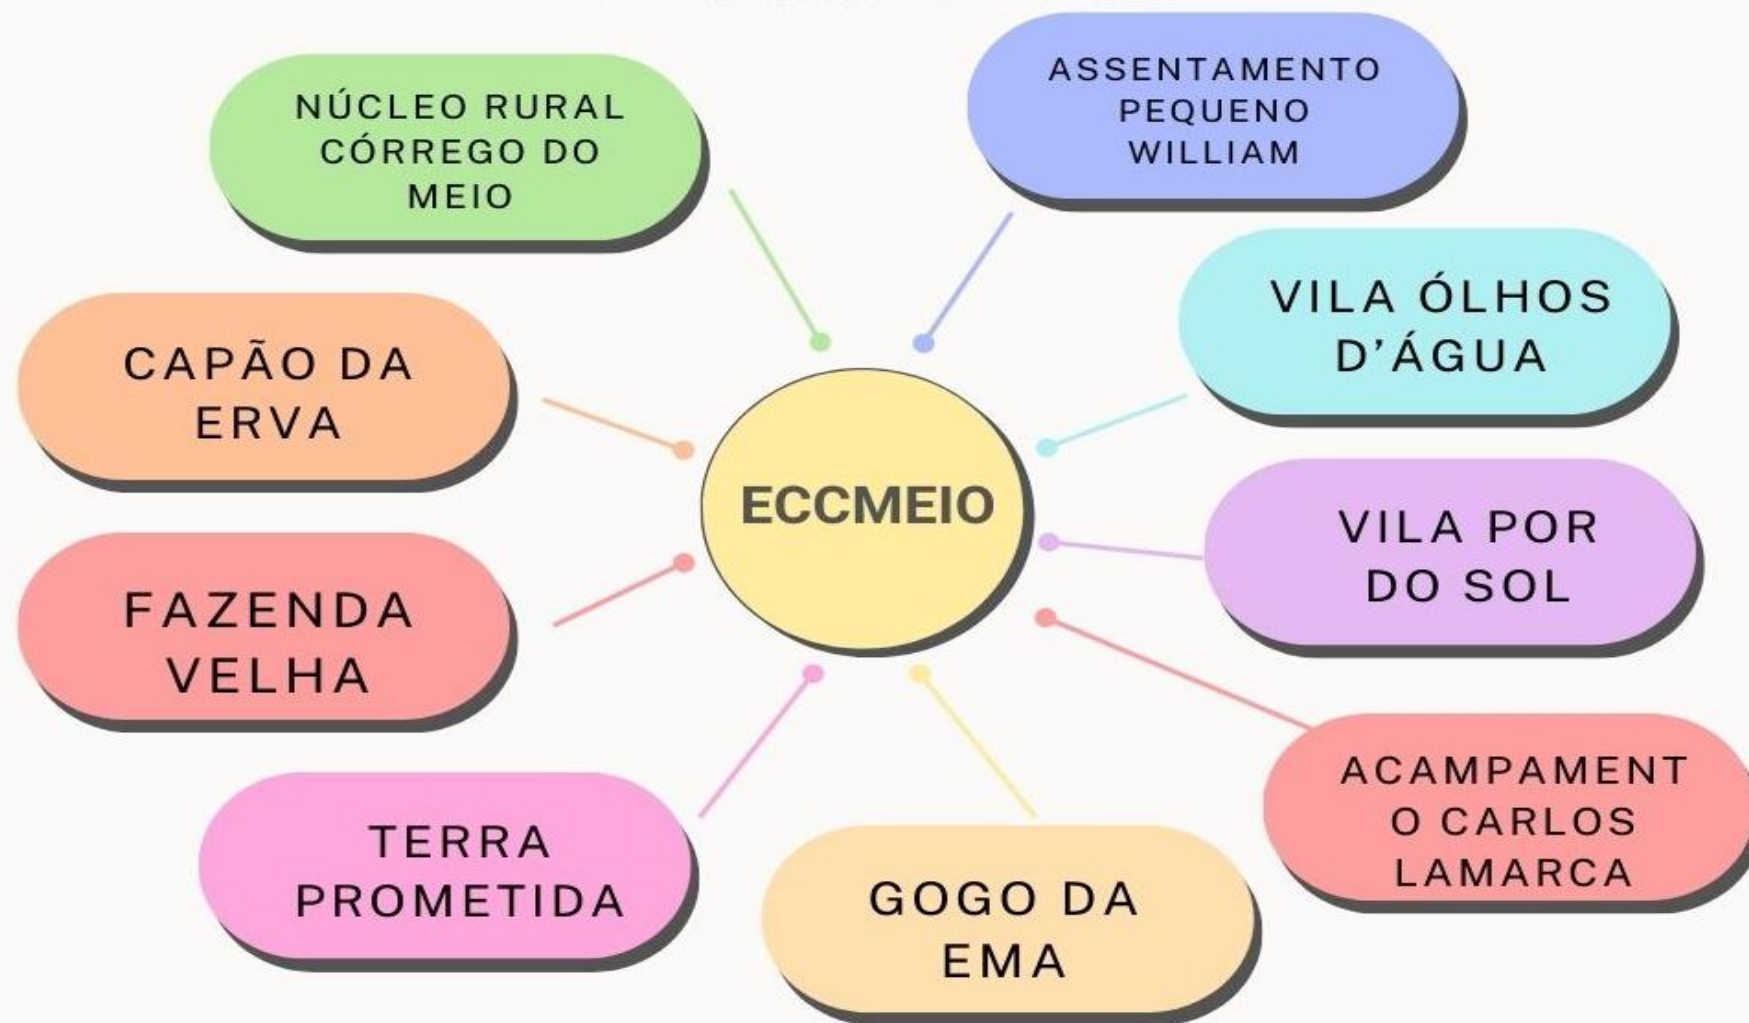 NÚCLEO RURAL
CÓRREGO DO
MEIO
ASSENTAMENTO
PEQUENO
WILLIAM
VILA ÓLHOS
D’ÁGUA
CAPÃO DA
ERVA
ECCMEIO
VILA POR
DO SOL
FAZENDA
VELHA
ACAMPAMENT
O CARLOS
LAMARCA
TERRA
PROMETIDA
GOGO DA
EMA